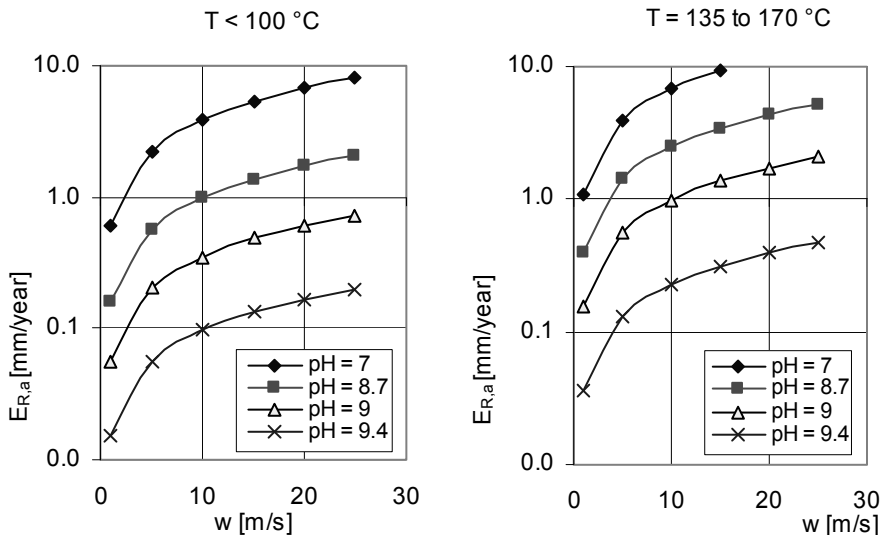 T < 100 °C
10.0
1.0
0.1
0.0
E_R,a [mm/year]
pH = 7
pH = 8.7
pH = 9
pH = 9.4
0 10 20 30
w [m/s]
T = 135 to 170 °C
10.0
1.0
0.1
0.0
E_R,a [mm/year]
pH = 7
pH = 8.7
pH = 9
pH = 9.4
0 10 20 30
w [m/s]